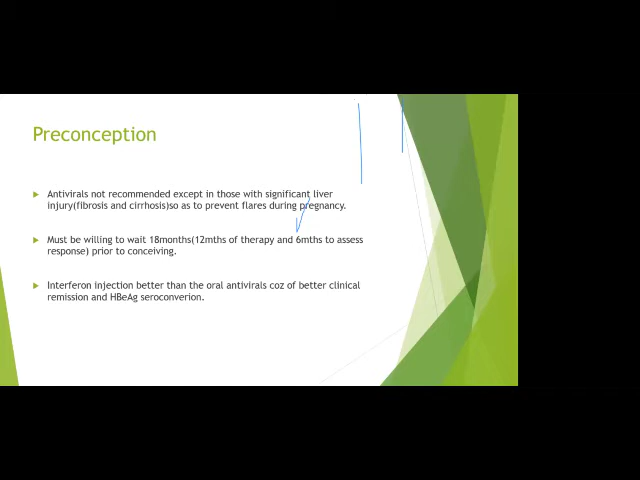 Preconception
Antivirals not recommended except in those with significant liver
injury(fibrosis and cirrhosis)so as to prevent flares during pregnancy.
Must be willing to wait 18months(12mths of therapy and 6mths to assess
response) prior to conceiving.
Interferon injection better than the oral antivirals coz of better clinical
remission and HBeAg seroconverion.